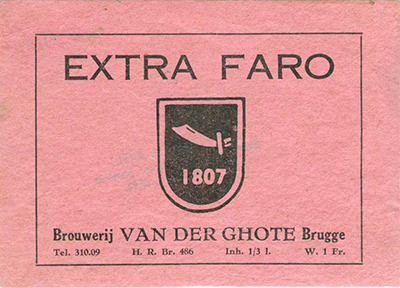 EXTRA FARO
1807
Brouwerij VAN DER GHOTE Brugge
Tel. 310.09 H. R. Br. 486 Inh. 1/3 l. W. 1 Fr.